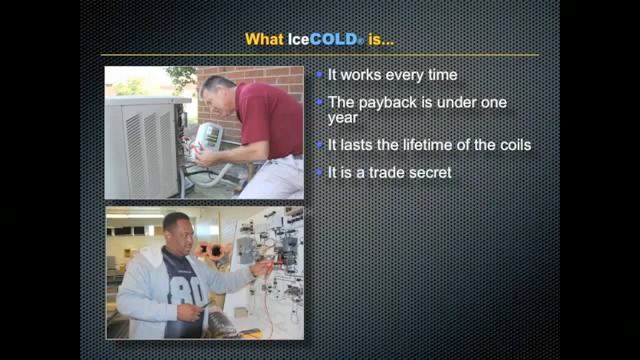 What IceCOLD® is...
It works every time
The payback is under one
year
It lasts the lifetime of the coils
It is a trade secret
80